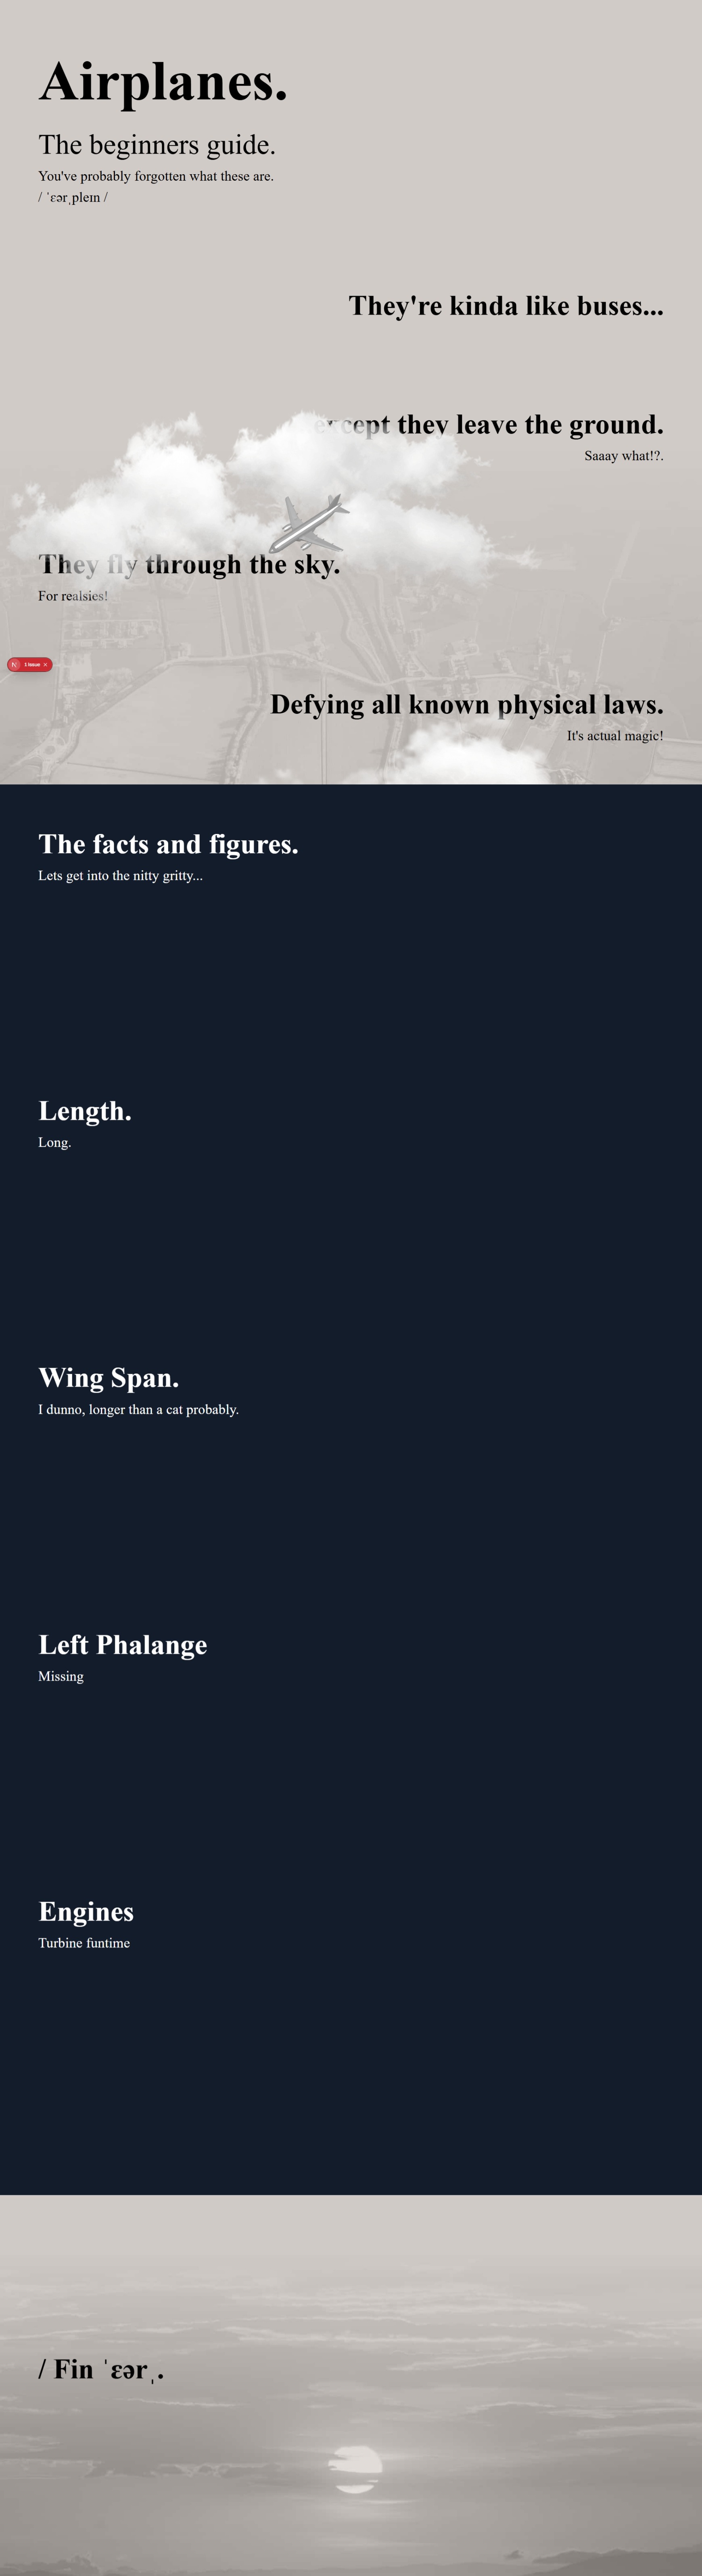 Airplanes.
The beginners guide.
You've probably forgotten what these are.
/ ˈɛərˌpleɪn /
They're kinda like buses...
except they leave the ground.
Saaay what!?.
They fly through the sky.
For realsies!
N 1 Issue ×
Defying all known physical laws.
It's actual magic!
The facts and figures.
Lets get into the nitty gritty...
Length.
Long.
Wing Span.
I dunno, longer than a cat probably.
Left Phalange
Missing
Engines
Turbine funtime
/ Fin ˈɛərˌ.